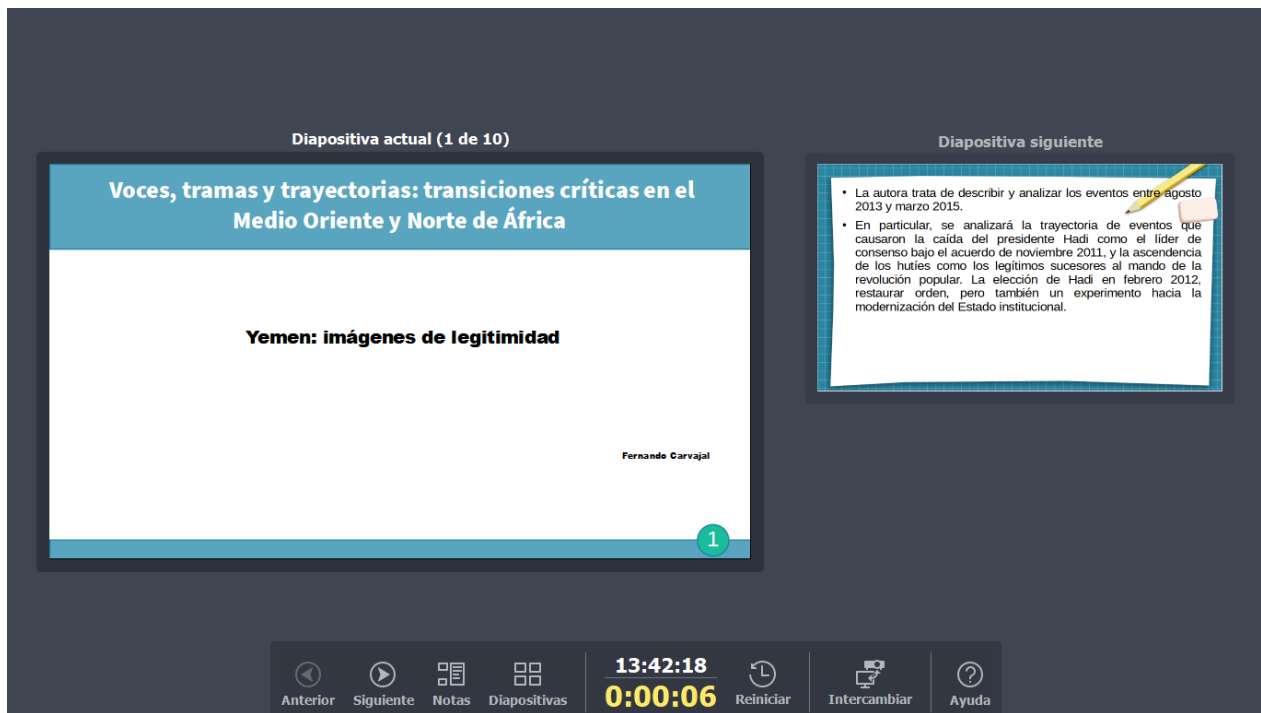 Diapositiva actual (1 de 10)
Voces, tramas y trayectorias: transiciones críticas en el
Medio Oriente y Norte de África
Yemen: imágenes de legitimidad
Fernando Carvajal
1
Diapositiva siguiente
• La autora trata de describir y analizar los eventos entre agosto
2013 y marzo 2015.
• En particular, se analizará la trayectoria de eventos que
causaron la caída del presidente Hadi como el líder de
consenso bajo el acuerdo de noviembre 2011, y la ascendencia
de los hutíes como los legítimos sucesores al mando de la
revolución popular. La elección de Hadi en febrero 2012,
restaurar orden, pero también un experimento hacia la
modernización del Estado institucional.
Anterior
Siguiente
Notas
Diapositivas
13:42:18
0:00:06
Reiniciar
Intercambiar
Ayuda